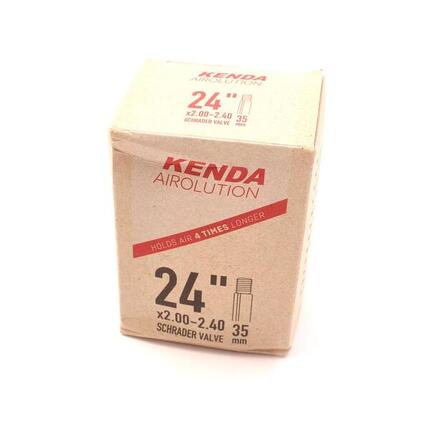 KENDA
AIROLUTION
24"
x2.00-2.40
SCHRADER VALVE
35
mm
KENDA
AIROLUTION
HOLDS AIR 4 TIMES LONGER
24"
x2.00-2.40
SCHRADER VALVE
35
mm